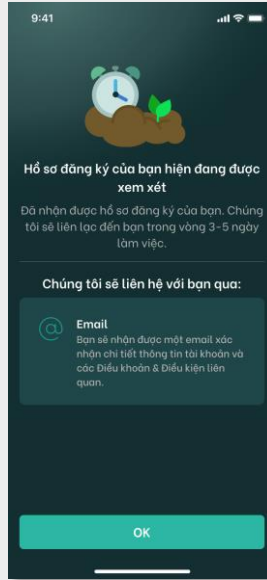 9:41
Hồ sơ đăng ký của bạn hiện đang được
xem xét
Đã nhận được hồ sơ đăng ký của bạn. Chúng
tôi sẽ liên lạc đến bạn trong vòng 3-5 ngày
làm việc.
Chúng tôi sẽ liên hệ với bạn qua:
Email
Bạn sẽ nhận được một email xác
nhận chi tiết thông tin tài khoản và
các Điều khoản & Điều kiện liên
quan.
OK